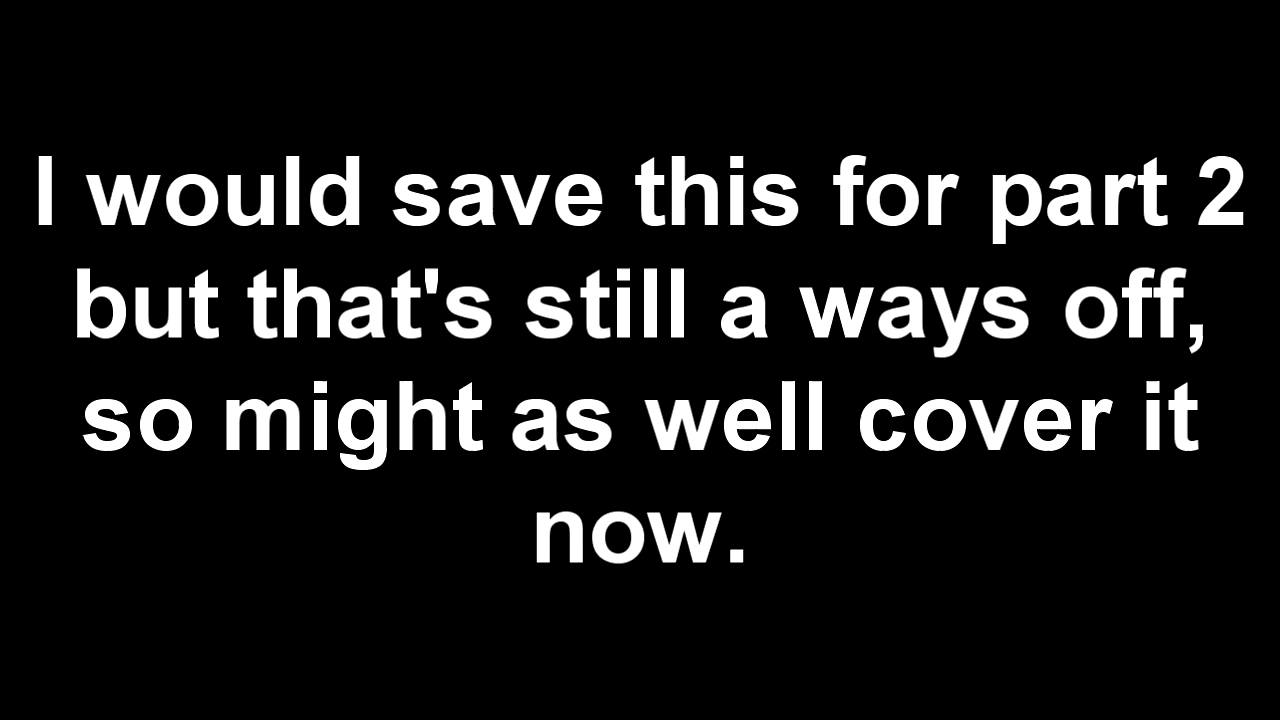 I would save this for part 2
but that's still a ways off,
so might as well cover it
now.